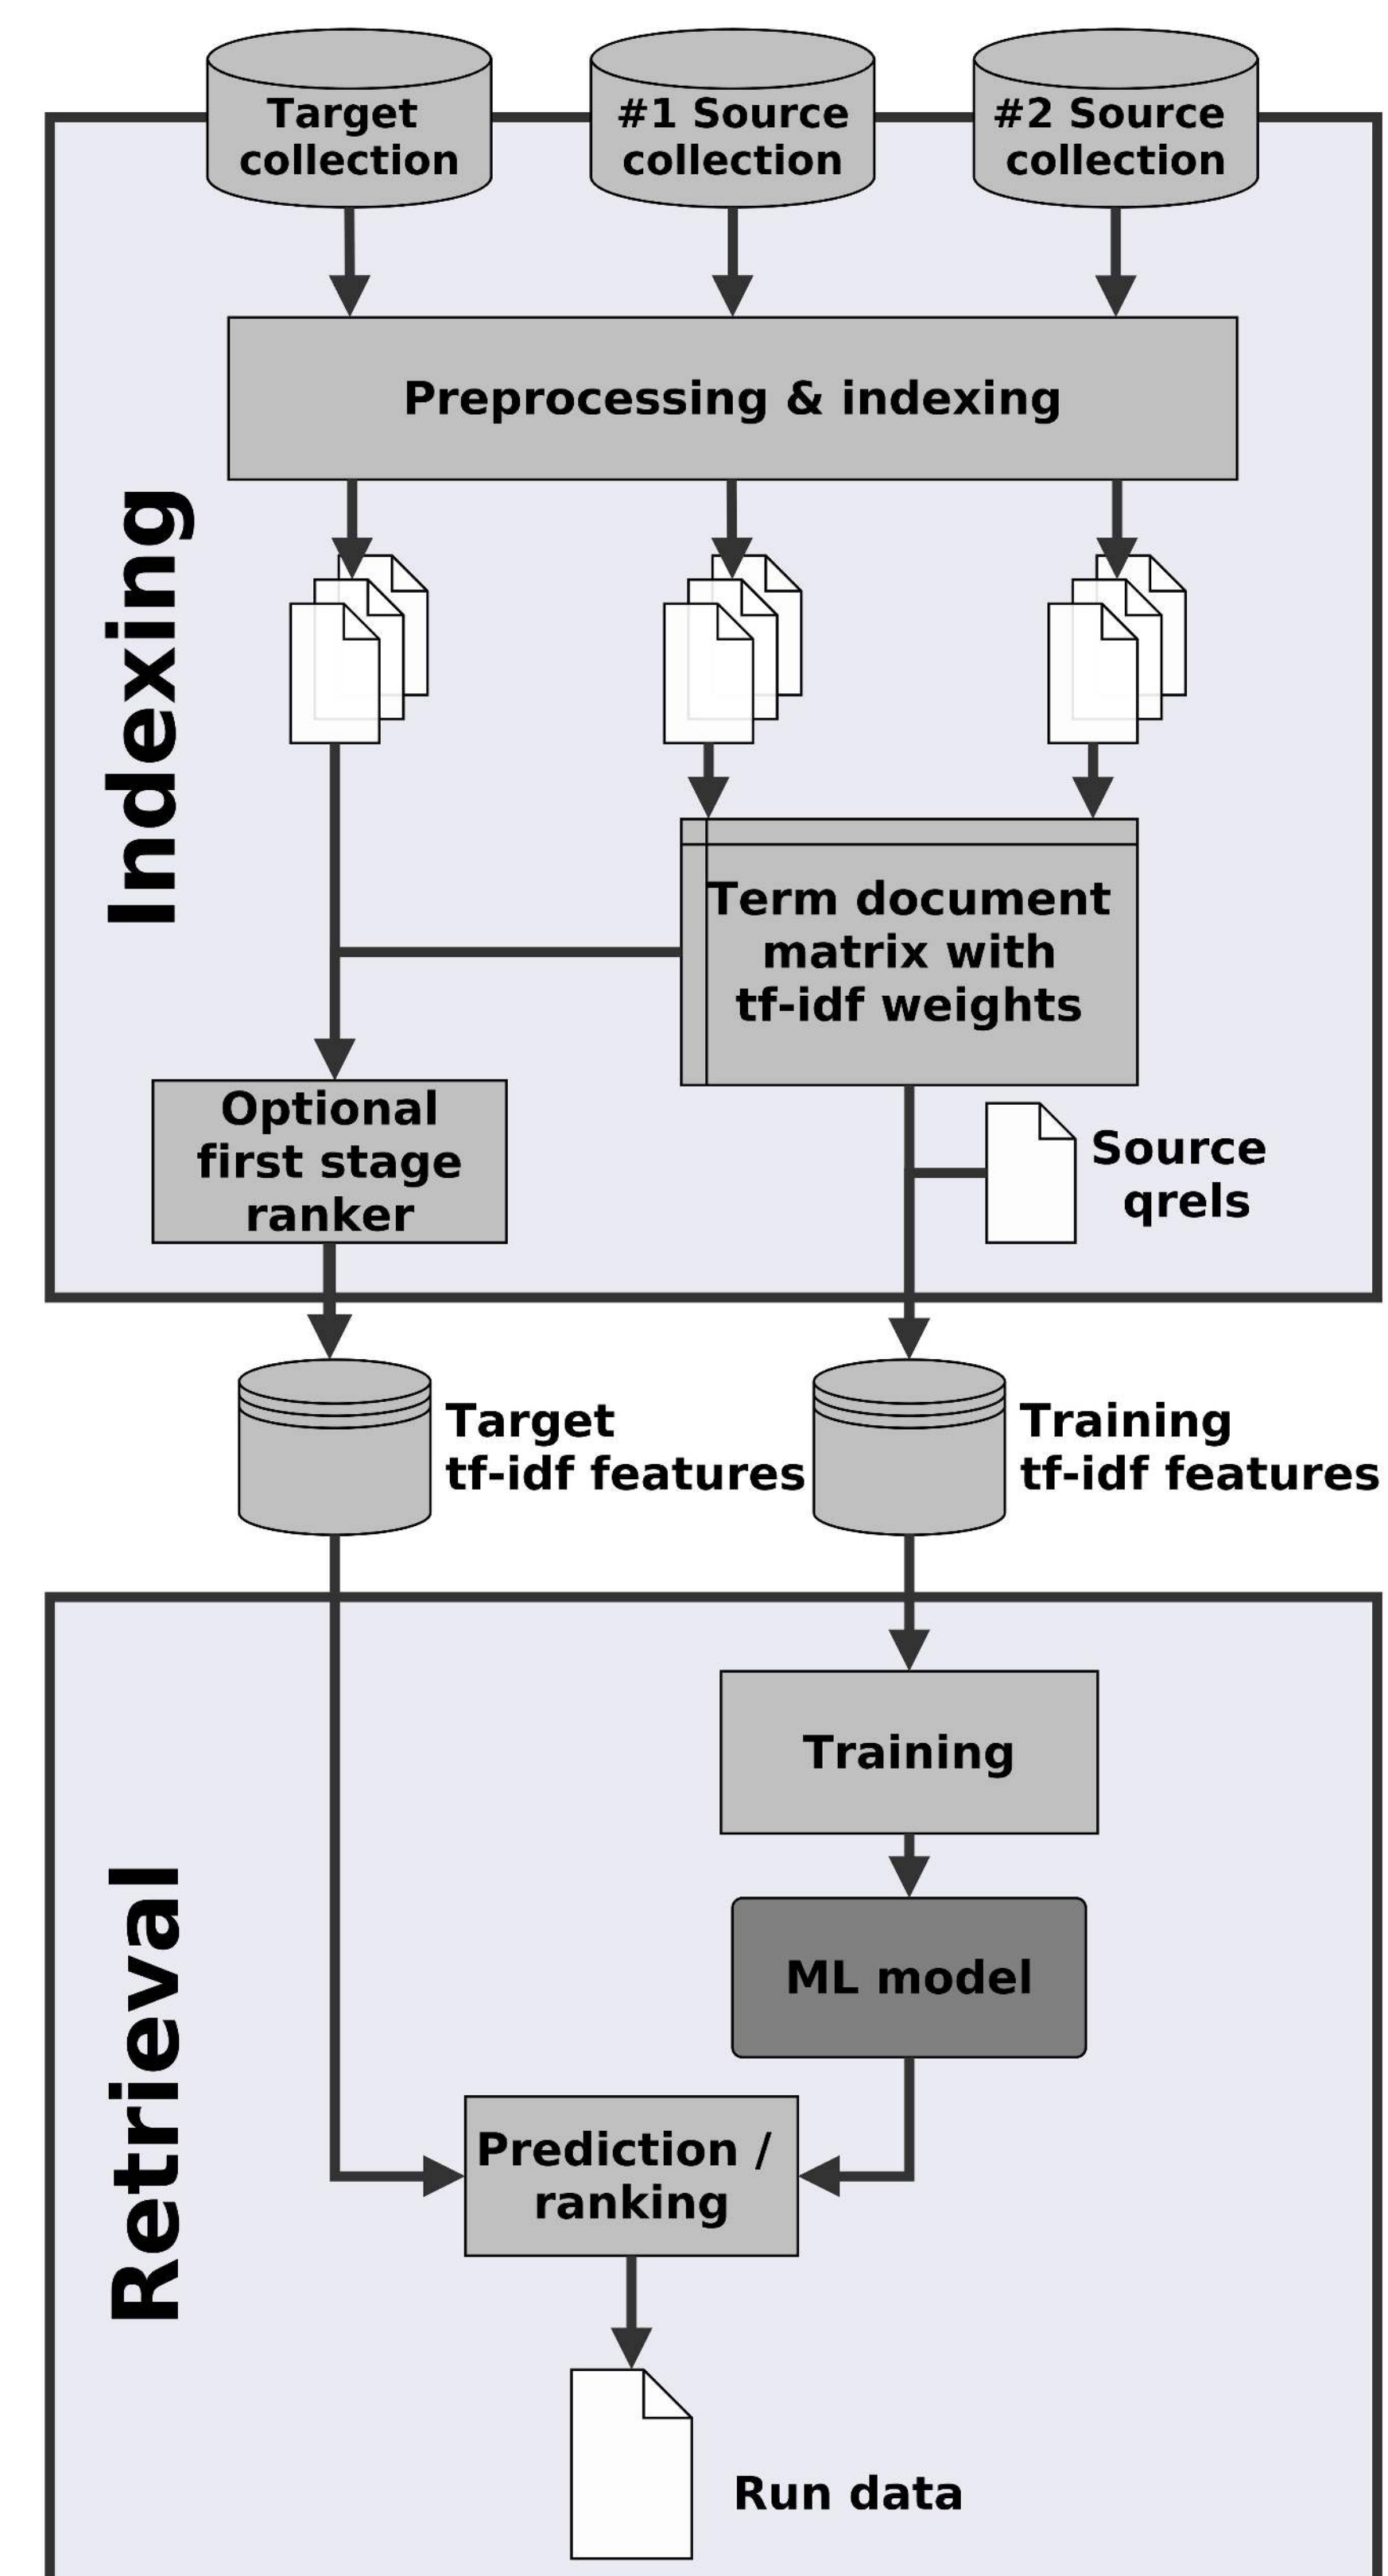 Target
collection
#1 Source
collection
#2 Source
collection
Preprocessing & indexing
Indexing
Term document
matrix with
tf-idf weights
Optional
first stage
ranker
Source
qrels
Target
tf-idf features
Training
tf-idf features
Training
ML model
Retrieval
Prediction /
ranking
Run data